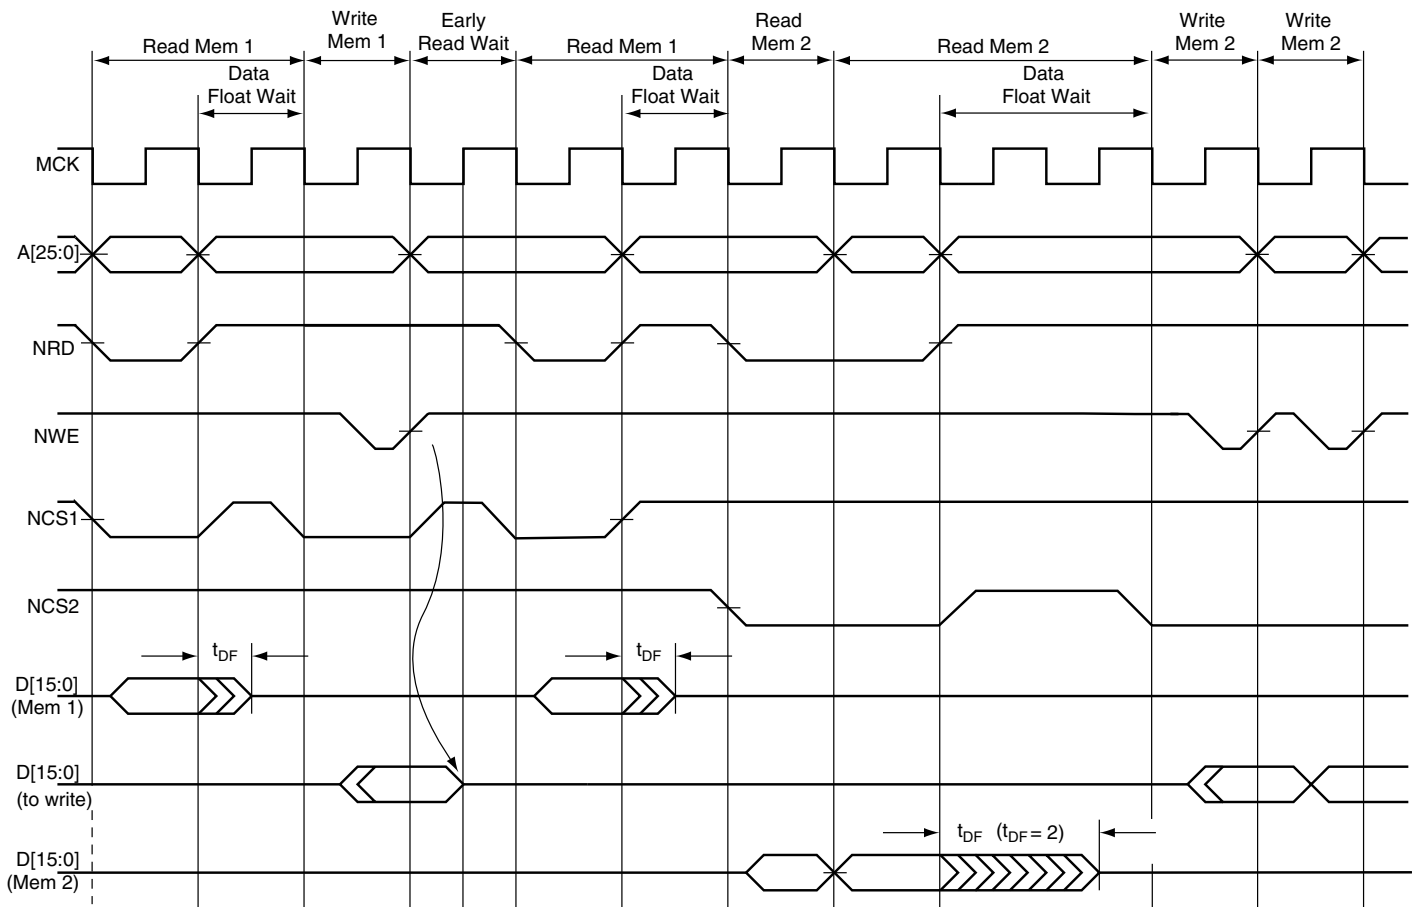 Write
Mem 1
Early
Read Wait
Read
Mem 2
Write
Mem 2
Write
Mem 2
Read Mem 1
Read Mem 1
Read Mem 2
Data
Float Wait
Data
Float Wait
Data
Float Wait
MCK
A[25:0]
NRD
NWE
NCS1
NCS2
tDF
tDF
D[15:0]
(Mem 1)
D[15:0]
(to write)
tDF (tDF = 2)
D[15:0]
(Mem 2)